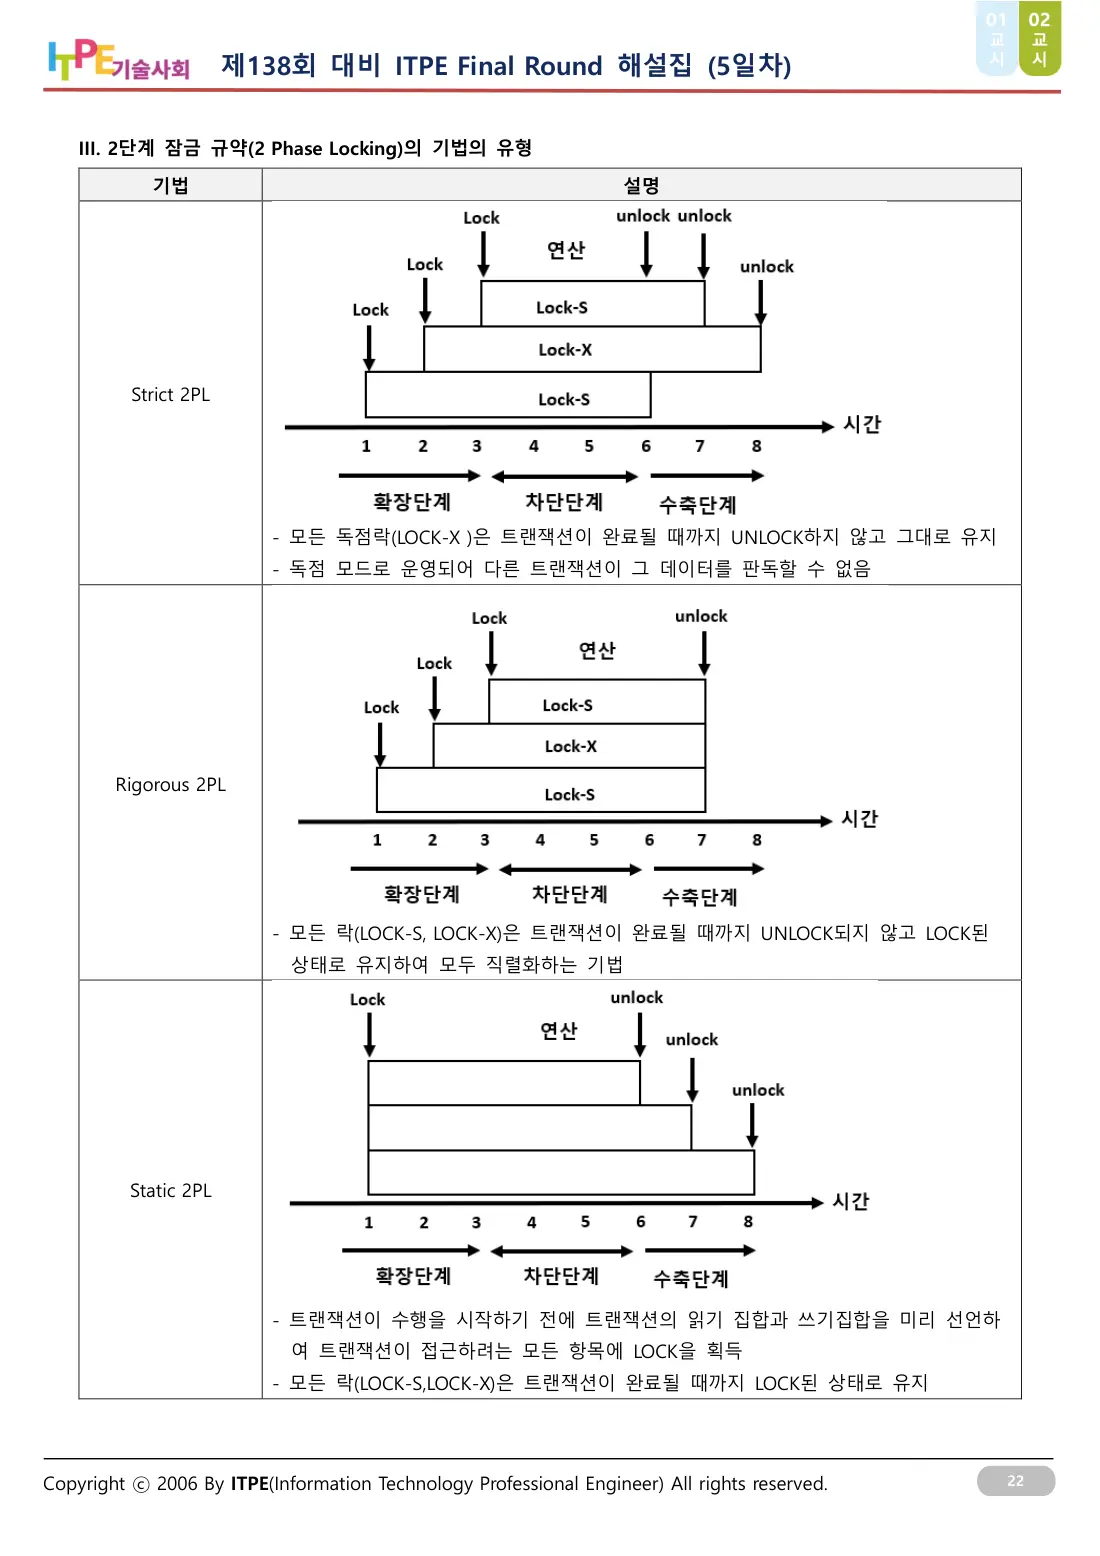 ITPE기술사회 제138회 대비 ITPE Final Round 해설집 (5일차)
01
교
시
02
교
시
III. 2단계 잠금 규약(2 Phase Locking)의 기법의 유형
기법 설명
Strict 2PL
Lock unlock unlock
연산
Lock unlock
Lock Lock-S
Lock-X
Lock-S
시간
1 2 3 4 5 6 7 8
확장단계 차단단계 수축단계
- 모든 독점락(LOCK-X )은 트랜잭션이 완료될 때까지 UNLOCK하지 않고 그대로 유지
- 독점 모드로 운영되어 다른 트랜잭션이 그 데이터를 판독할 수 없음
Rigorous 2PL
Lock unlock
연산
Lock
Lock Lock-S
Lock-X
Lock-S
시간
1 2 3 4 5 6 7 8
확장단계 차단단계 수축단계
- 모든 락(LOCK-S, LOCK-X)은 트랜잭션이 완료될 때까지 UNLOCK되지 않고 LOCK된
상태로 유지하여 모두 직렬화하는 기법
Static 2PL
Lock unlock
연산
unlock
unlock
시간
1 2 3 4 5 6 7 8
확장단계 차단단계 수축단계
- 트랜잭션이 수행을 시작하기 전에 트랜잭션의 읽기 집합과 쓰기집합을 미리 선언하
여 트랜잭션이 접근하려는 모든 항목에 LOCK을 획득
- 모든 락(LOCK-S,LOCK-X)은 트랜잭션이 완료될 때까지 LOCK된 상태로 유지
Copyright ⓒ 2006 By ITPE(Information Technology Professional Engineer) All rights reserved.
22